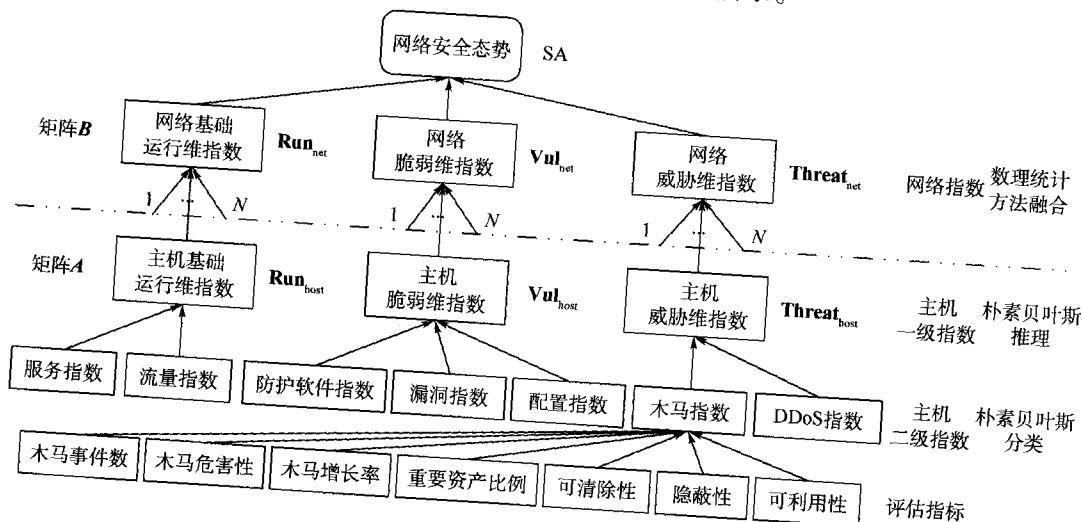 网络安全态势
SA
矩阵B
网络基础
运行维指数
Run_net
网络
脆弱维指数
Vul_net
网络
威胁维指数
Threat_net
网络指数
数理统计
方法融合
1
...
N
1
...
N
1
...
N
矩阵A
主机基础
运行维指数
Run_host
主机
脆弱维指数
Vul_host
主机
威胁维指数
Threat_host
主机
一级指数
朴素贝叶斯
推理
服务指数
流量指数
防护软件指数
漏洞指数
配置指数
木马指数
DDoS指数
主机
二级指数
朴素贝叶斯
分类
木马事件数
木马危害性
木马增长率
重要资产比例
可清除性
隐蔽性
可利用性
评估指标